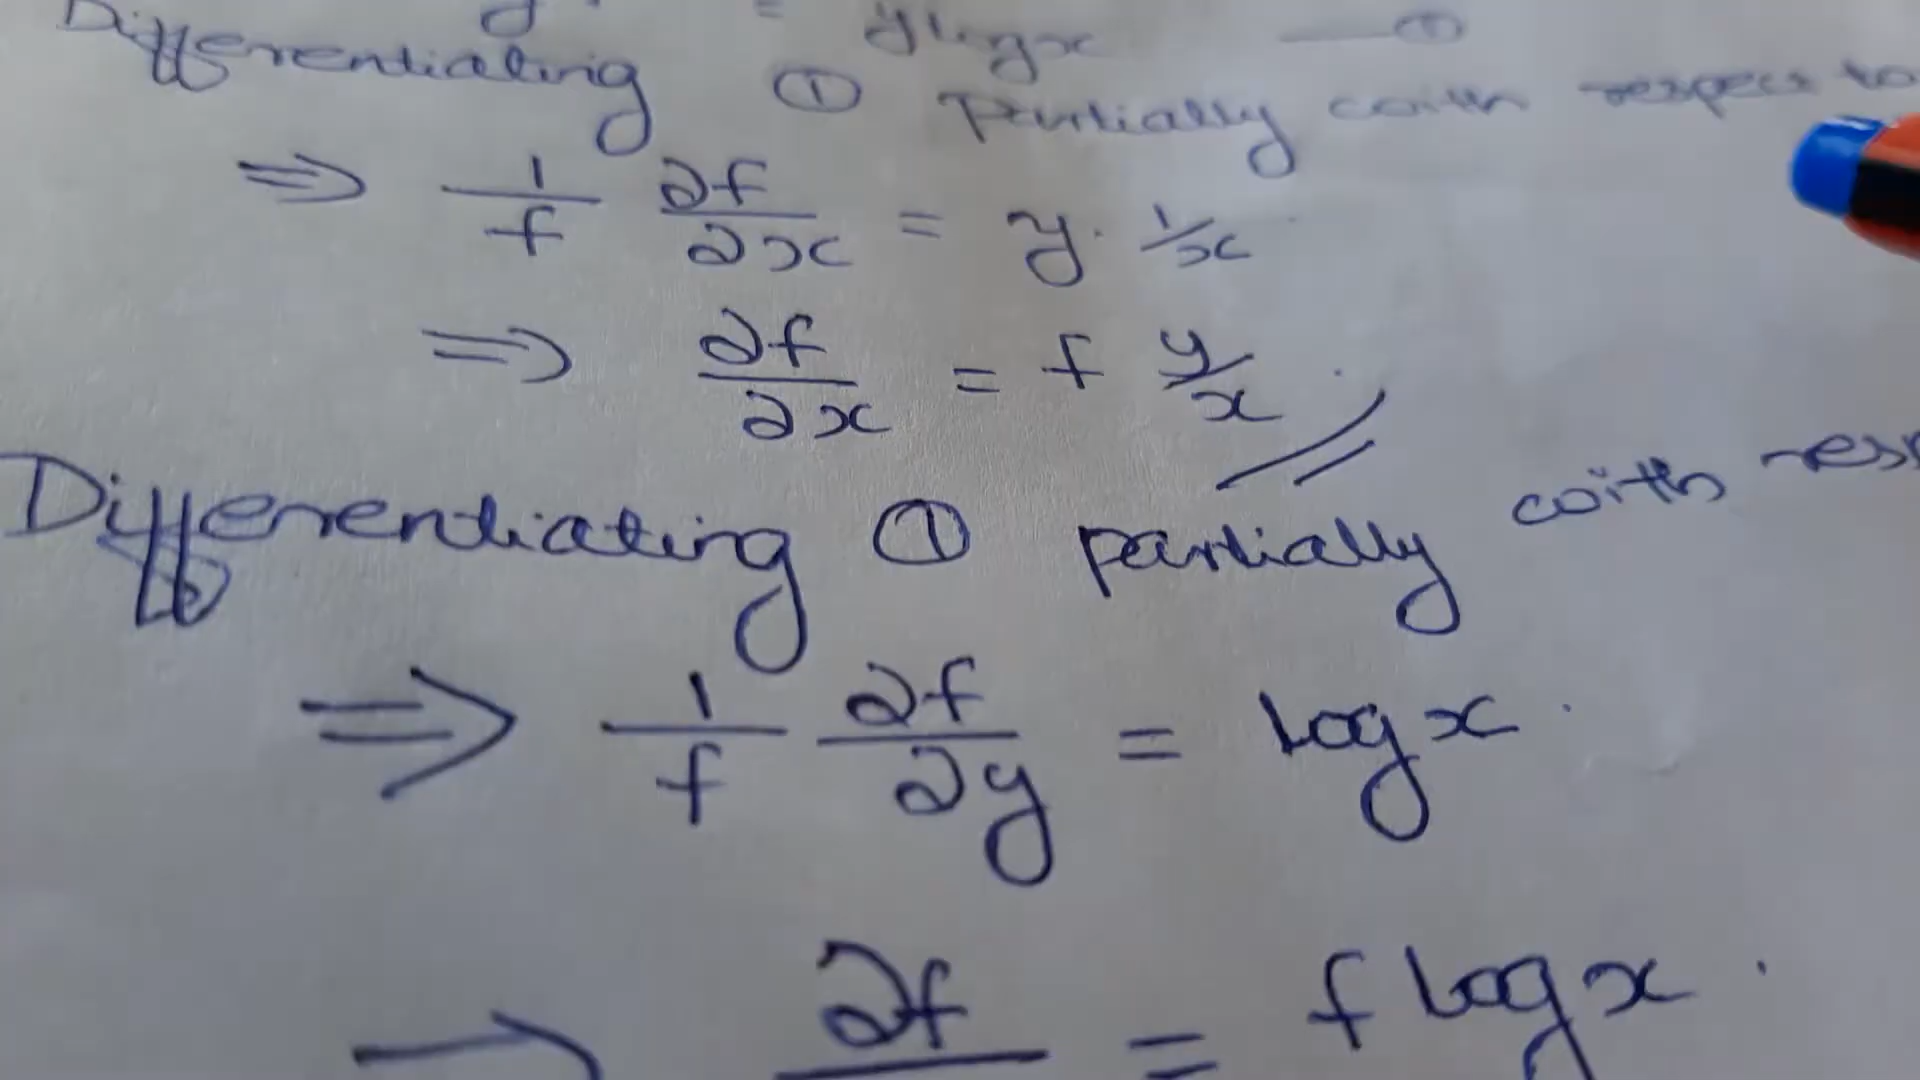 = y log x —— ①
Differentiating ① Partially with respect to
⇒ 1/f ∂f/∂x = y · 1/x
⇒ ∂f/∂x = f y/x
Differentiating ① partially with
⇒ 1/f ∂f/∂y = log x .
∂f = f log x .